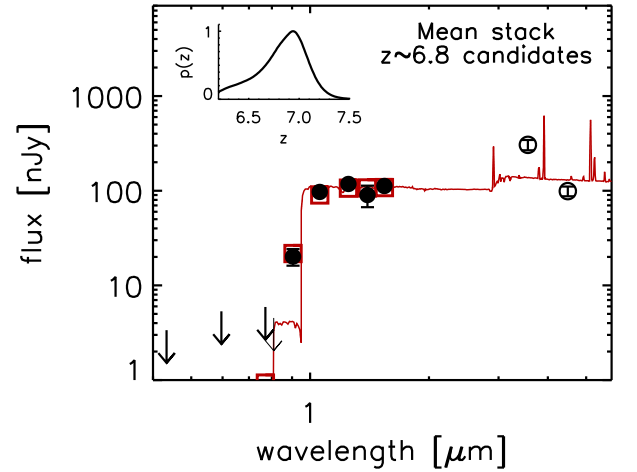 Mean stack
z~6.8 candidates
p(z)
1
0
6.5 7.0 7.5
z
flux [nJy]
1000
100
10
1
1
wavelength [μm]